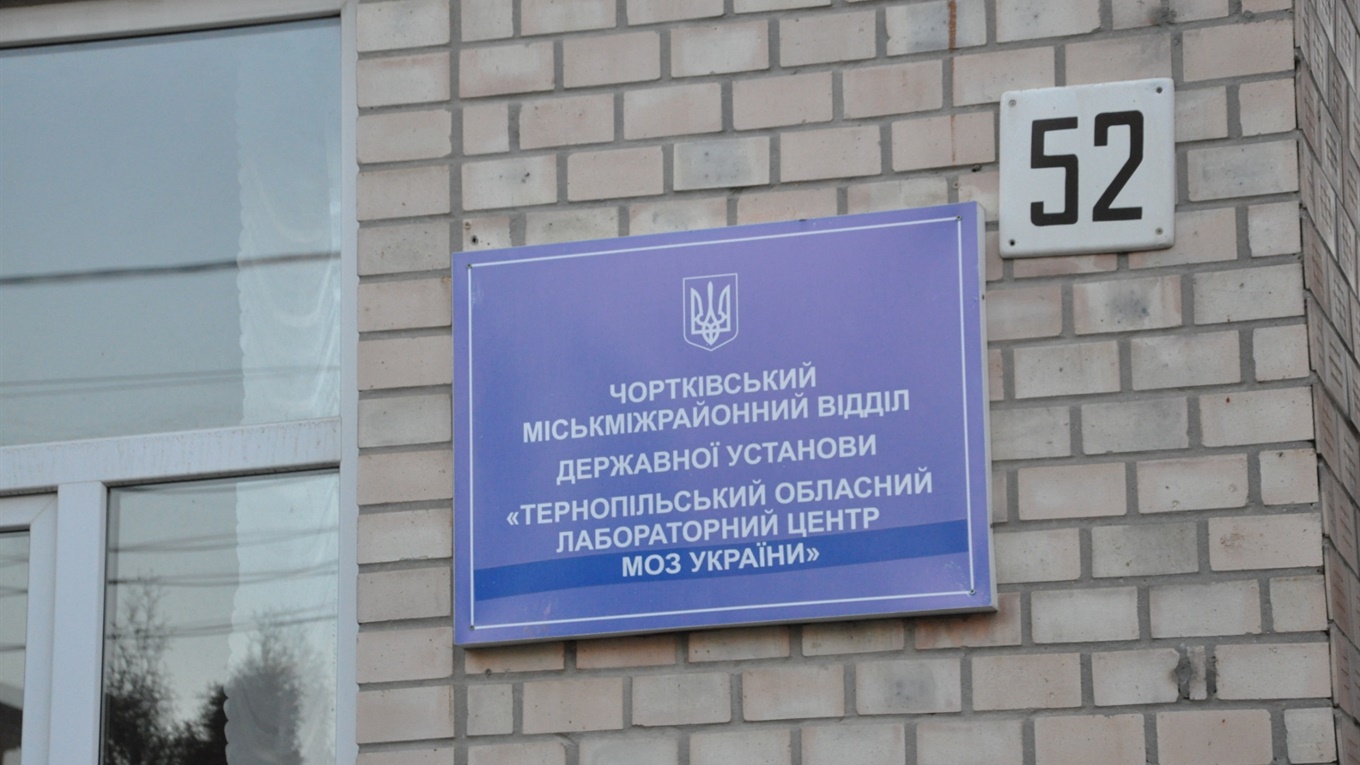 52
ЧОРТКІВСЬКИЙ
МІСЬКМІЖРАЙОННИЙ ВІДДІЛ
ДЕРЖАВНОЇ УСТАНОВИ
«ТЕРНОПІЛЬСЬКИЙ ОБЛАСНИЙ
ЛАБОРАТОРНИЙ ЦЕНТР
МОЗ УКРАЇНИ»